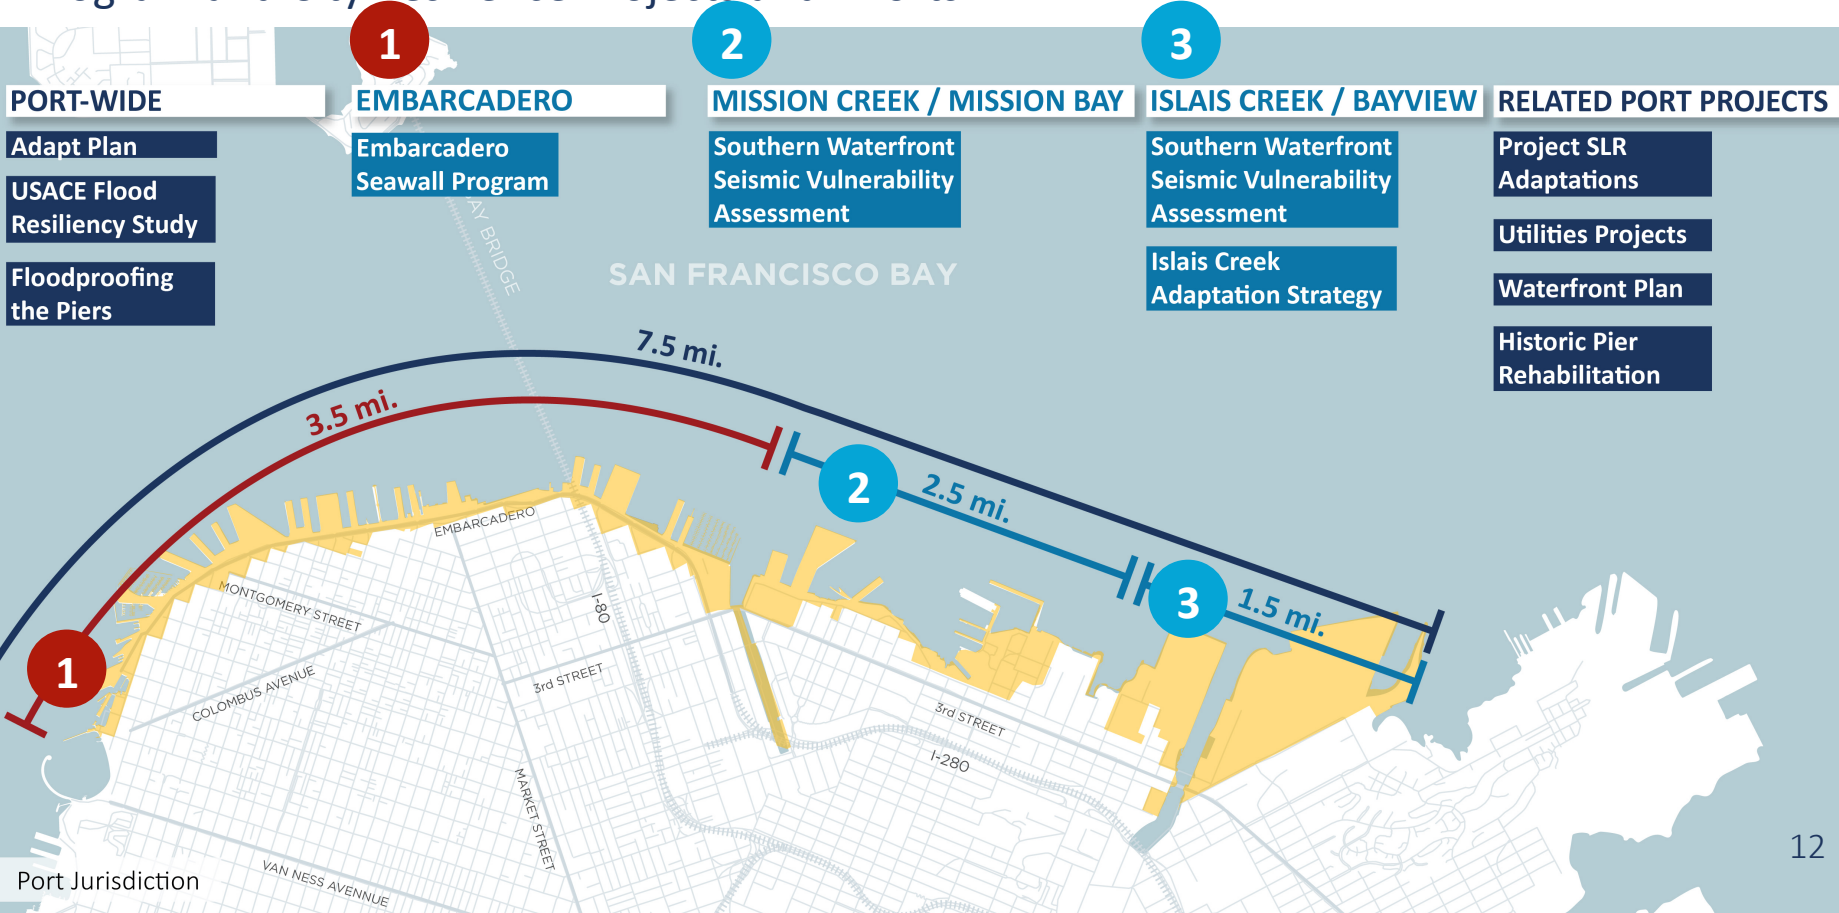 1
2
3
PORT-WIDE
Adapt Plan
USACE Flood
Resiliency Study
Floodproofing
the Piers
EMBARCADERO
Embarcadero
Seawall Program
MISSION CREEK / MISSION BAY
Southern Waterfront
Seismic Vulnerability
Assessment
ISLAIS CREEK / BAYVIEW
Southern Waterfront
Seismic Vulnerability
Assessment
Islais Creek
Adaptation Strategy
RELATED PORT PROJECTS
Project SLR
Adaptations
Utilities Projects
Waterfront Plan
Historic Pier
Rehabilitation
BAY BRIDGE
SAN FRANCISCO BAY
7.5 mi.
3.5 mi.
2
2.5 mi.
3
1.5 mi.
1
EMBARCADERO
MONTGOMERY STREET
I-80
COLOMBUS AVENUE
3rd STREET
3rd STREET
I-280
MARKET STREET
VAN NESS AVENNUE
Port Jurisdiction
12